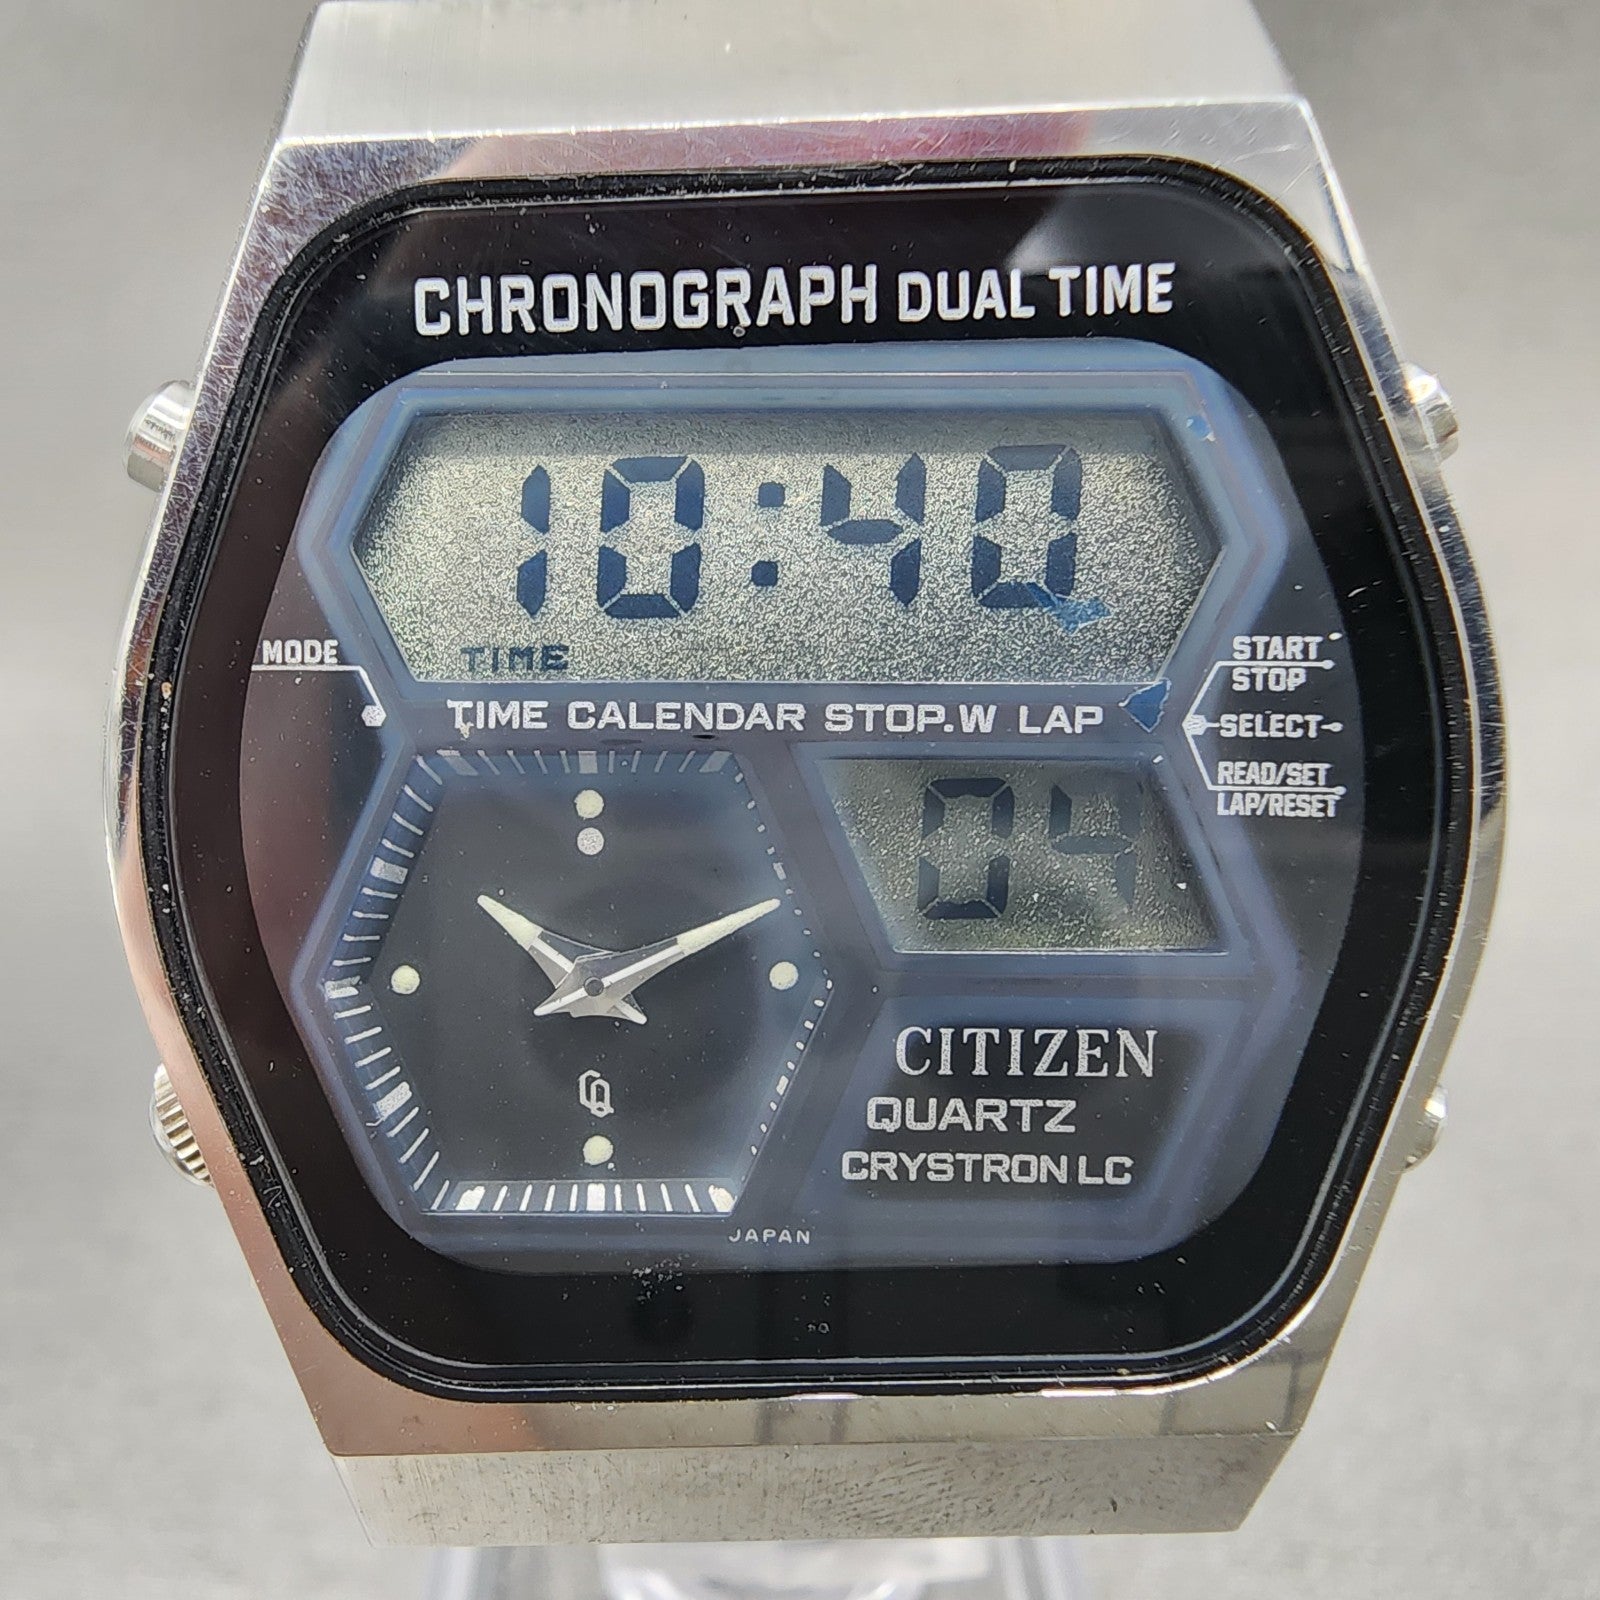 CHRONOGRAPH DUAL TIME
10:40
TIME
MODE
START
STOP
TIME CALENDAR STOP.W LAP
SELECT
READ/SET
LAP/RESET
04
CITIZEN
QUARTZ
CRYSTRON LC
CQ
JAPAN